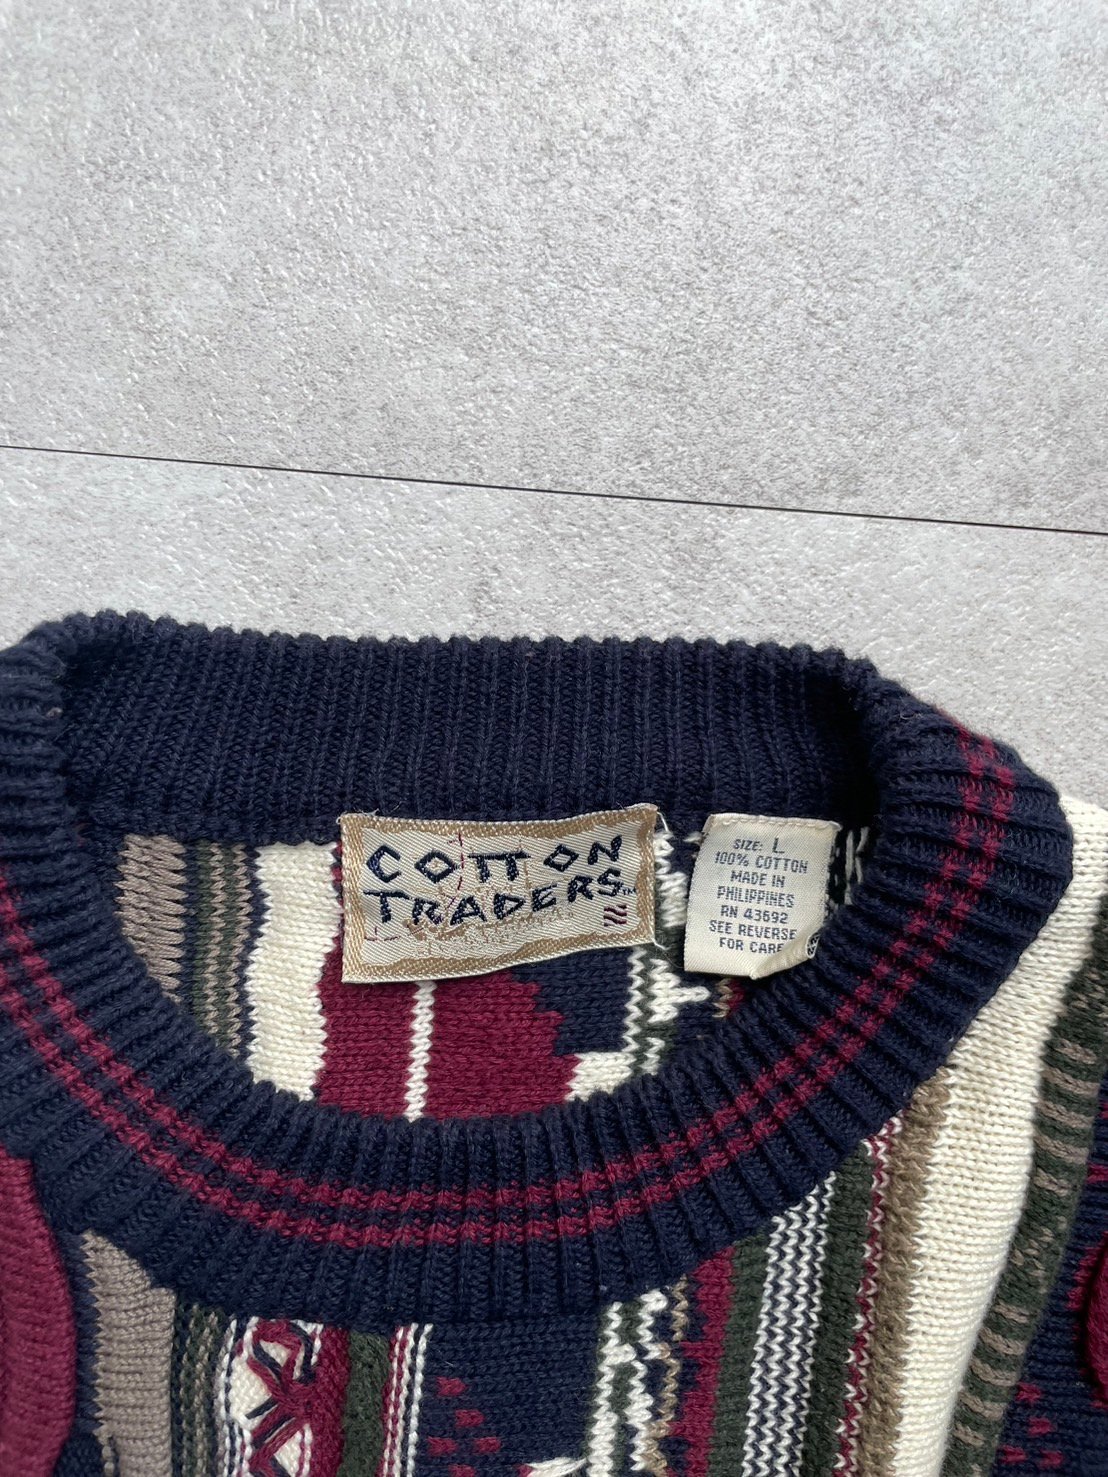 COTTON
TRADERS
SIZE: L
100% COTTON
MADE IN
PHILIPPINES
RN 43692
SEE REVERSE
FOR CARE